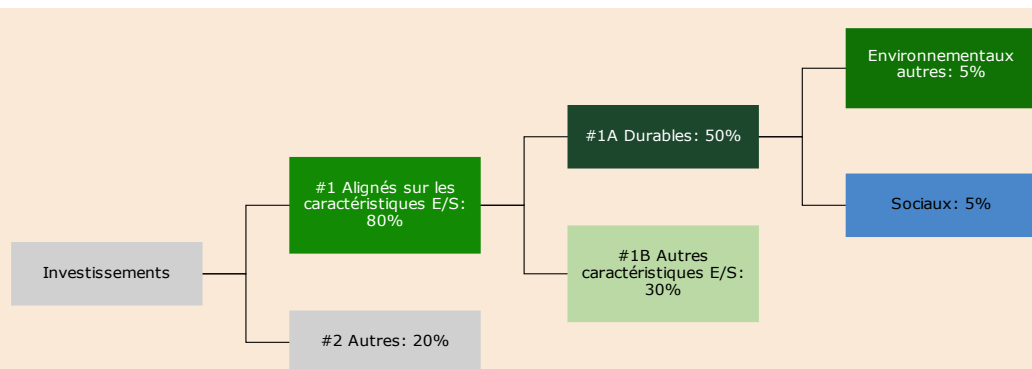 Environnementaux
autres: 5%
#1A Durables: 50%
#1 Alignés sur les
caractéristiques E/S:
80%
Sociaux: 5%
#1B Autres
caractéristiques E/S:
30%
Investissements
#2 Autres: 20%